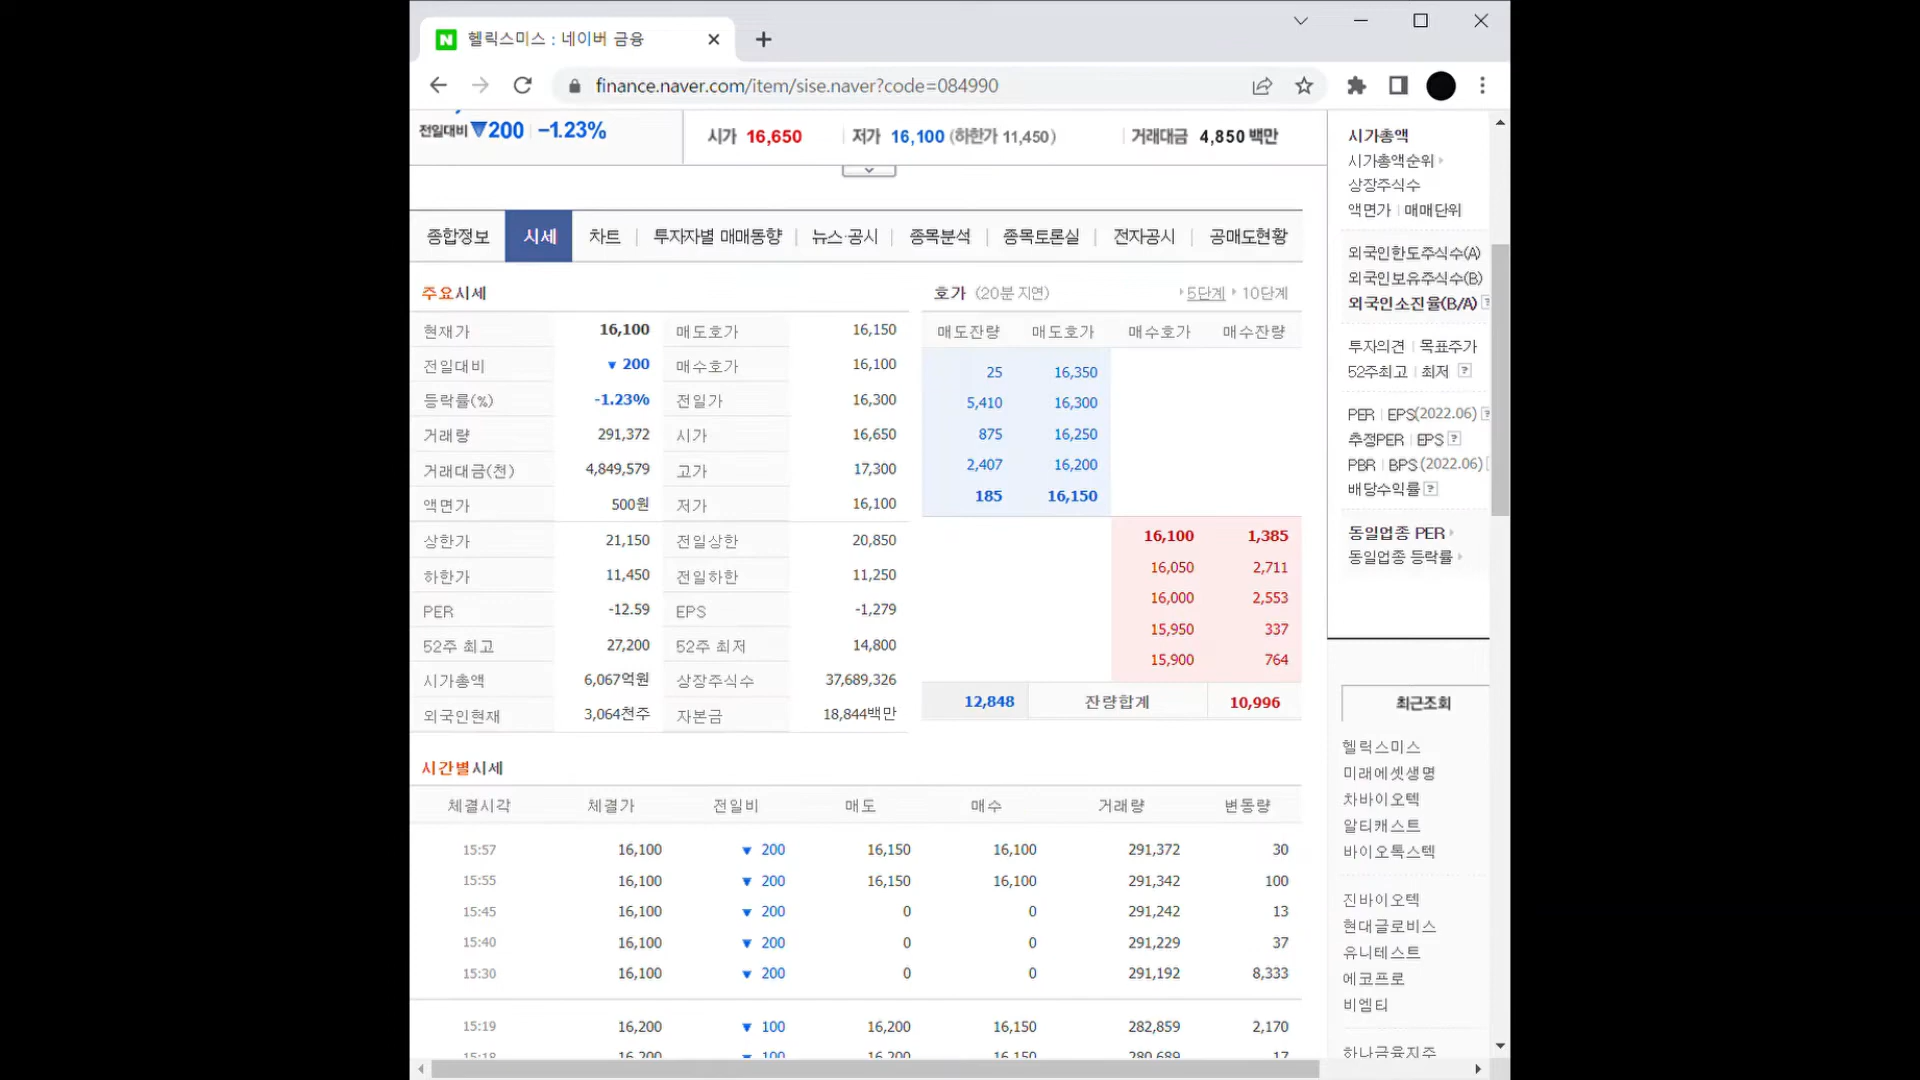 헬릭스미스 : 네이버 금융
finance.naver.com/item/sise.naver?code=084990
전일대비 ▼200 -1.23%
시가 16,650 저가 16,100 (하한가 11,450) 거래대금 4,850 백만
종합정보 시세 차트 투자자별 매매동향 뉴스·공시 종목분석 종목토론실 전자공시 공매도현황
주요시세
현재가 16,100 매도호가 16,150
전일대비 ▼ 200 매수호가 16,100
등락률(%) -1.23% 전일가 16,300
거래량 291,372 시가 16,650
거래대금(천) 4,849,579 고가 17,300
액면가 500원 저가 16,100
상한가 21,150 전일상한 20,850
하한가 11,450 전일하한 11,250
PER -12.59 EPS -1,279
52주 최고 27,200 52주 최저 14,800
시가총액 6,067억원 상장주식수 37,689,326
외국인현재 3,064천주 자본금 18,844백만
호가 (20분 지연) 5단계 10단계
매도잔량 매도호가 매수호가 매수잔량
25 16,350
5,410 16,300
875 16,250
2,407 16,200
185 16,150
16,100 1,385
16,050 2,711
16,000 2,553
15,950 337
15,900 764
12,848 잔량합계 10,996
시간별시세
체결시각 체결가 전일비 매도 매수 거래량 변동량
15:57 16,100 ▼ 200 16,150 16,100 291,372 30
15:55 16,100 ▼ 200 16,150 16,100 291,342 100
15:45 16,100 ▼ 200 0 0 291,242 13
15:40 16,100 ▼ 200 0 0 291,229 37
15:30 16,100 ▼ 200 0 0 291,192 8,333
15:19 16,200 ▼ 100 16,200 16,150 282,859 2,170
15:18 16,200 ▼ 100 16,200 16,150 280,689 17
시가총액
시가총액순위
상장주식수
액면가 | 매매단위
외국인한도주식수(A)
외국인보유주식수(B)
외국인소진율(B/A) ?
투자의견 | 목표주가
52주최고 | 최저 ?
PER | EPS(2022.06) ?
추정PER | EPS ?
PBR | BPS (2022.06)
배당수익률 ?
동일업종 PER
동일업종 등락률
최근조회
헬릭스미스
미래에셋생명
차바이오텍
알티캐스트
바이오톡스텍
진바이오텍
현대글로비스
유니테스트
에코프로
비엠티
하나금융지주